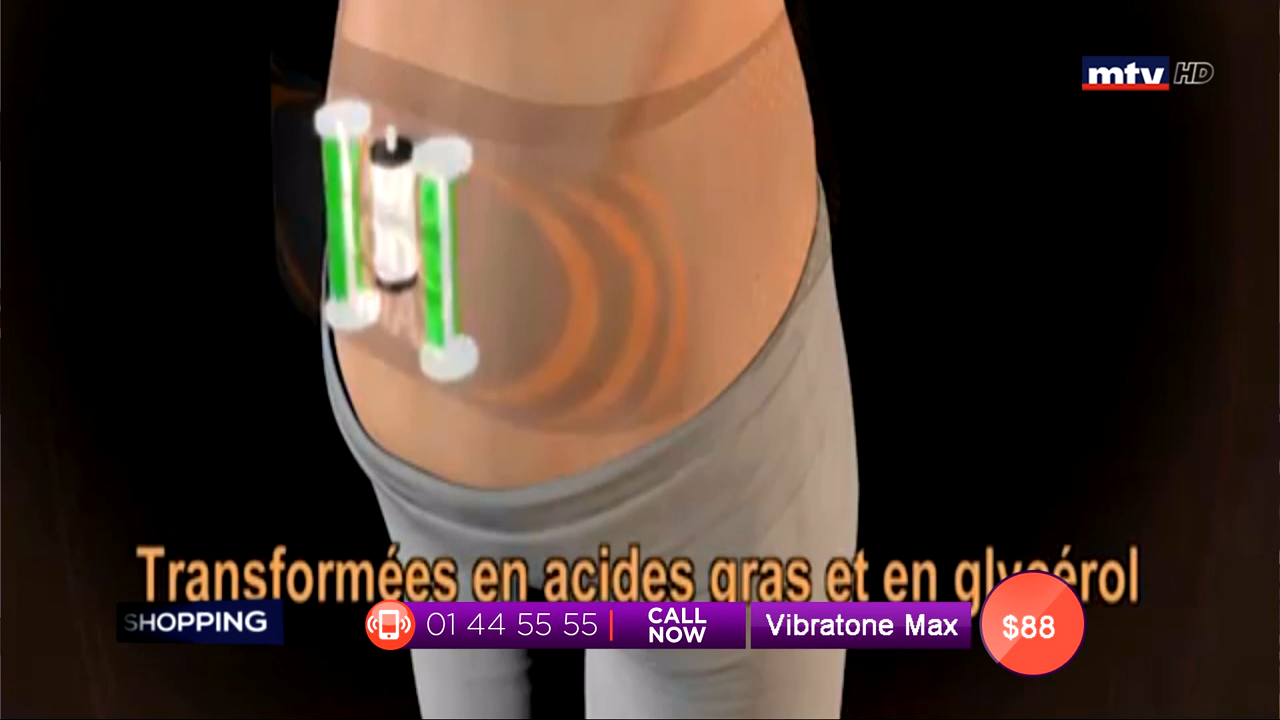 mtv HD
Transformées en acides gras et en glycérol
SHOPPING
01 44 55 55
CALL
NOW
Vibratone Max
$88